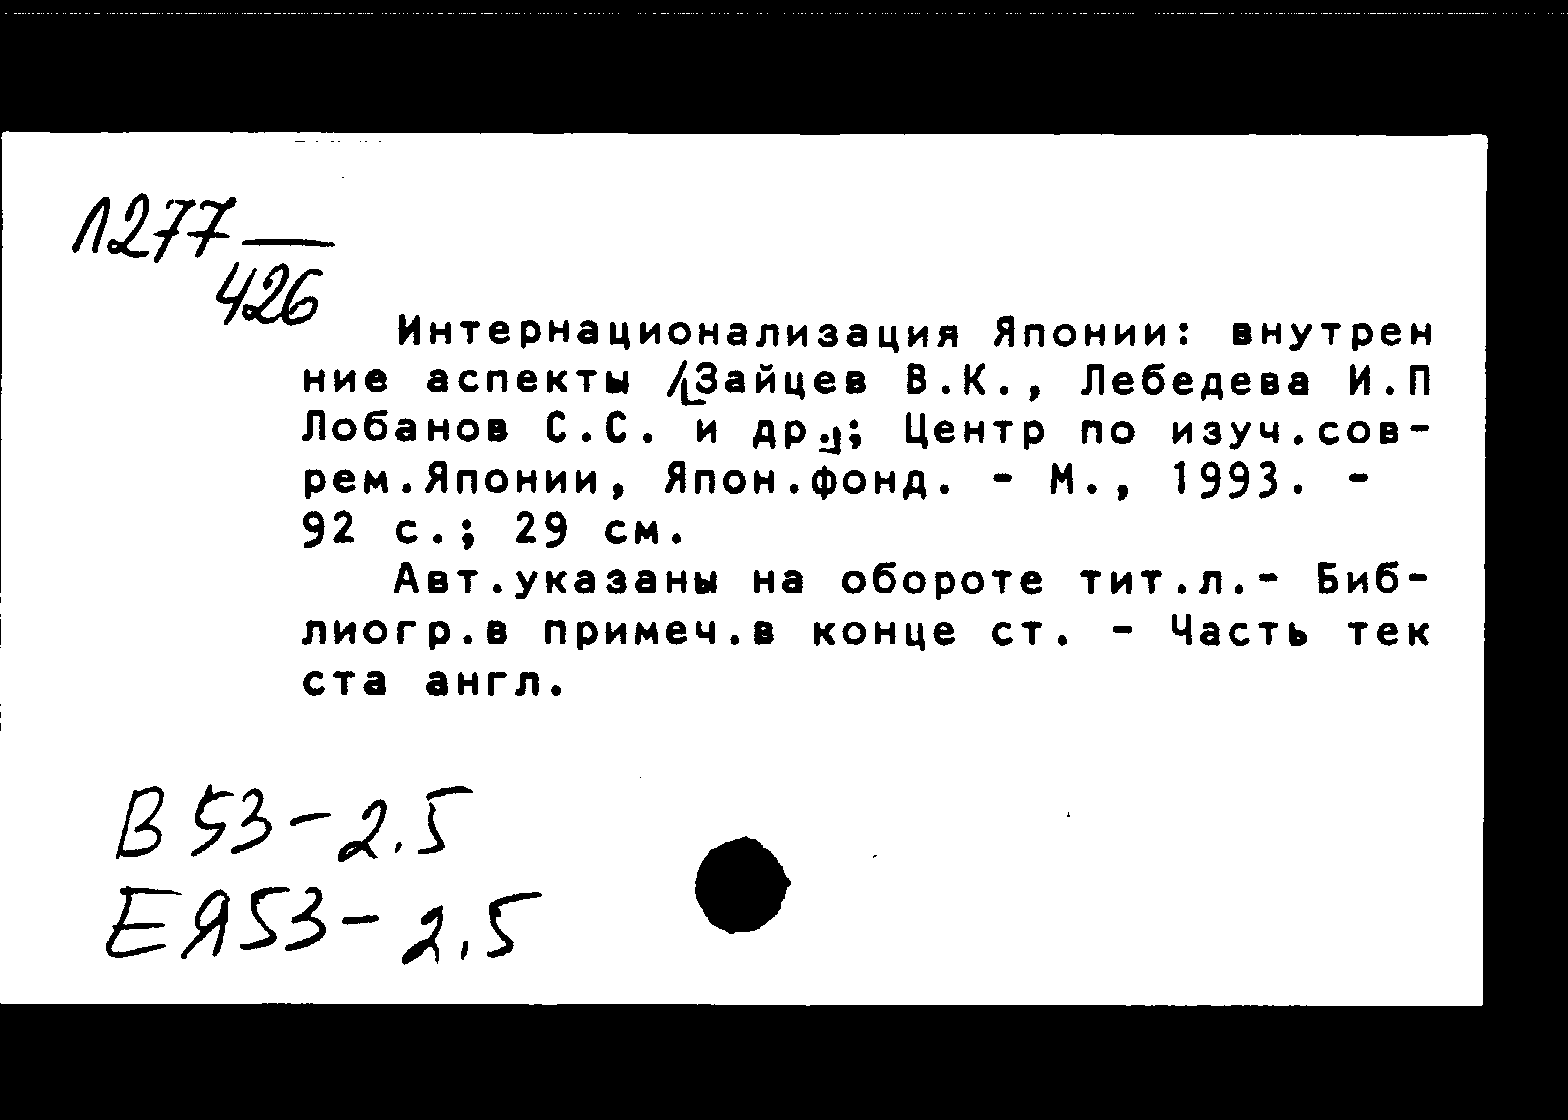 Л277
426
Интернационализация Японии: внутрен
ние аспекты /[Зайцев В.К., Лебедева И.П
Лобанов С.С. и др.]; Центр по изуч.сов-
рем.Японии, Япон.фонд. - М., 1993. -
92 с.; 29 см.
Авт.указаны на обороте тит.л.- Биб-
лиогр.в примеч.в конце ст. - Часть тек
ста англ.
В 53-2.5
ЕЯ53-2.5